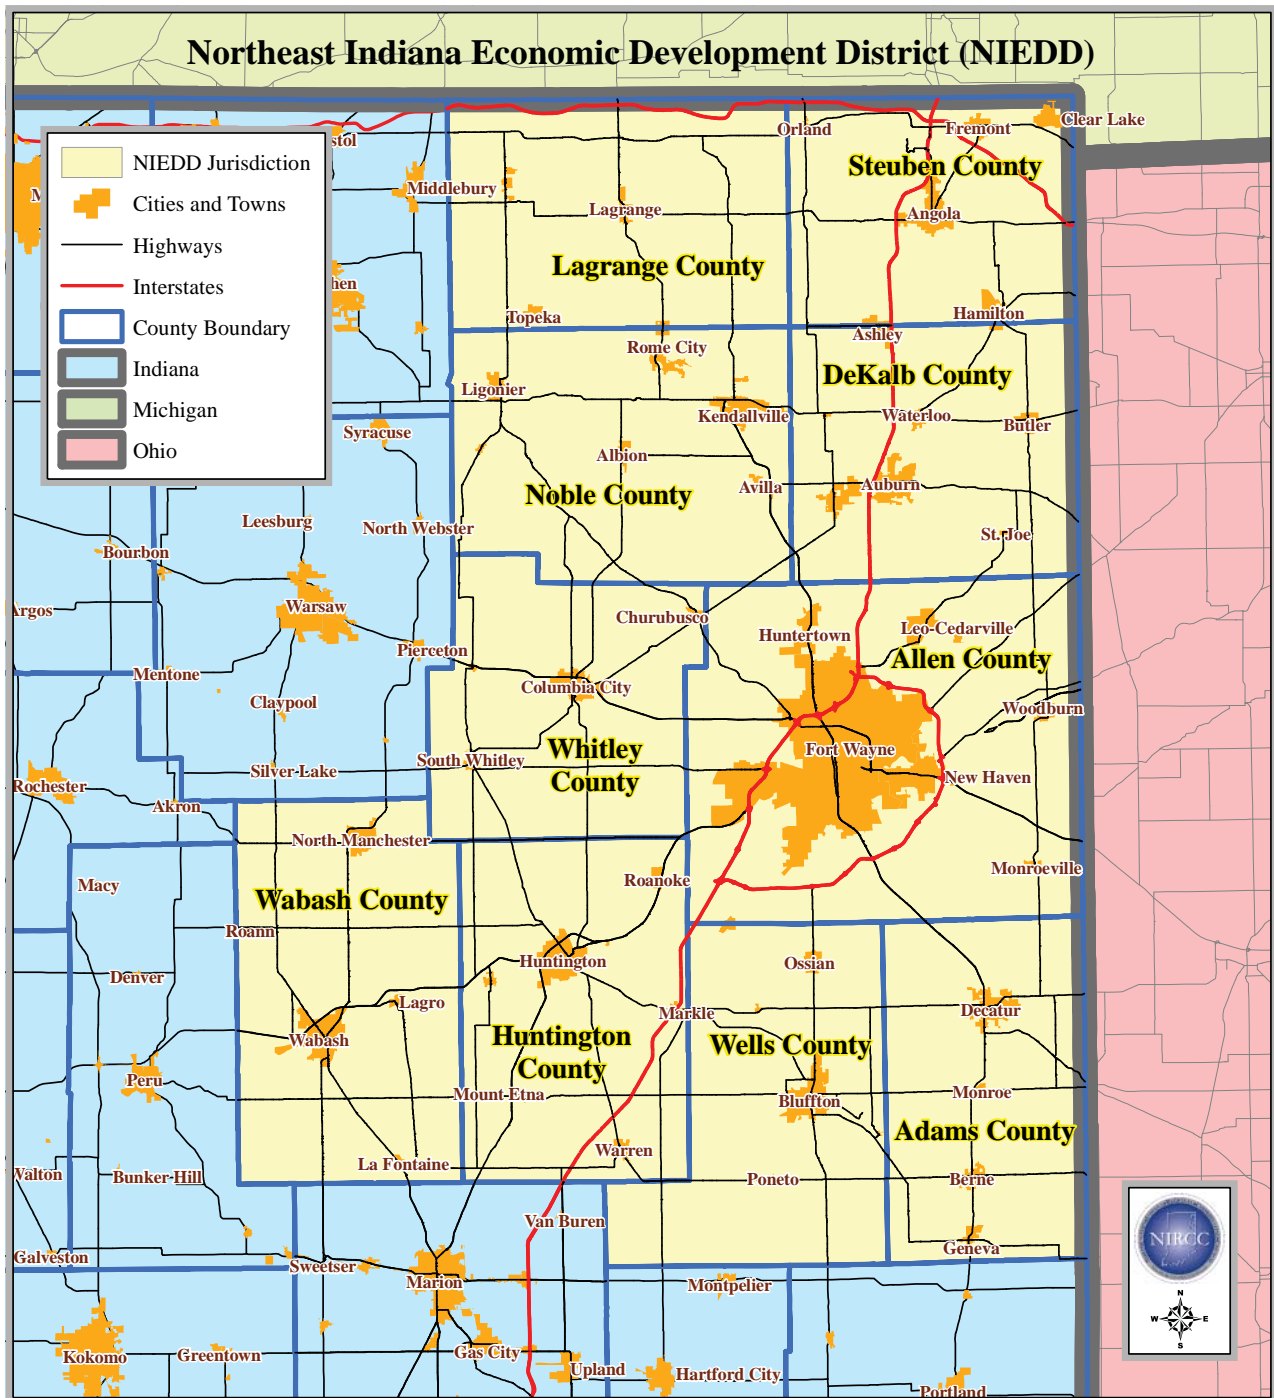 Northeast Indiana Economic Development District (NIEDD)
NIEDD Jurisdiction
Cities and Towns
Highways
Interstates
County Boundary
Indiana
Michigan
Ohio
stol
Orland
Fremont
Clear Lake
Steuben County
Middlebury
Lagrange
Angola
Lagrange County
hen
Topeka
Hamilton
Ashley
Rome City
DeKalb County
Ligonier
Kendallville
Waterloo
Butler
Syracuse
Albion
Noble County
Avilla
Auburn
Leesburg
North Webster
St. Joe
Bourbon
Argos
Warsaw
Churubusco
Huntertown
Leo-Cedarville
Pierceton
Allen County
Mentone
Columbia City
Claypool
Woodburn
Whitley
County
Fort Wayne
South Whitley
Silver Lake
New Haven
Rochester
Akron
North Manchester
Monroeville
Macy
Roanoke
Wabash County
Roann
Huntington
Ossian
Denver
Lagro
Markle
Decatur
Wabash
Huntington
County
Wells County
Peru
Mount Etna
Bluffton
Monroe
Adams County
Warren
La Fontaine
Walton
Bunker Hill
Poneto
Berne
Van Buren
Geneva
Galveston
Sweetser
Marion
Montpelier
Kokomo
Greentown
Gas City
Upland
Hartford City
Portland
NIRCC
N
W
E
S